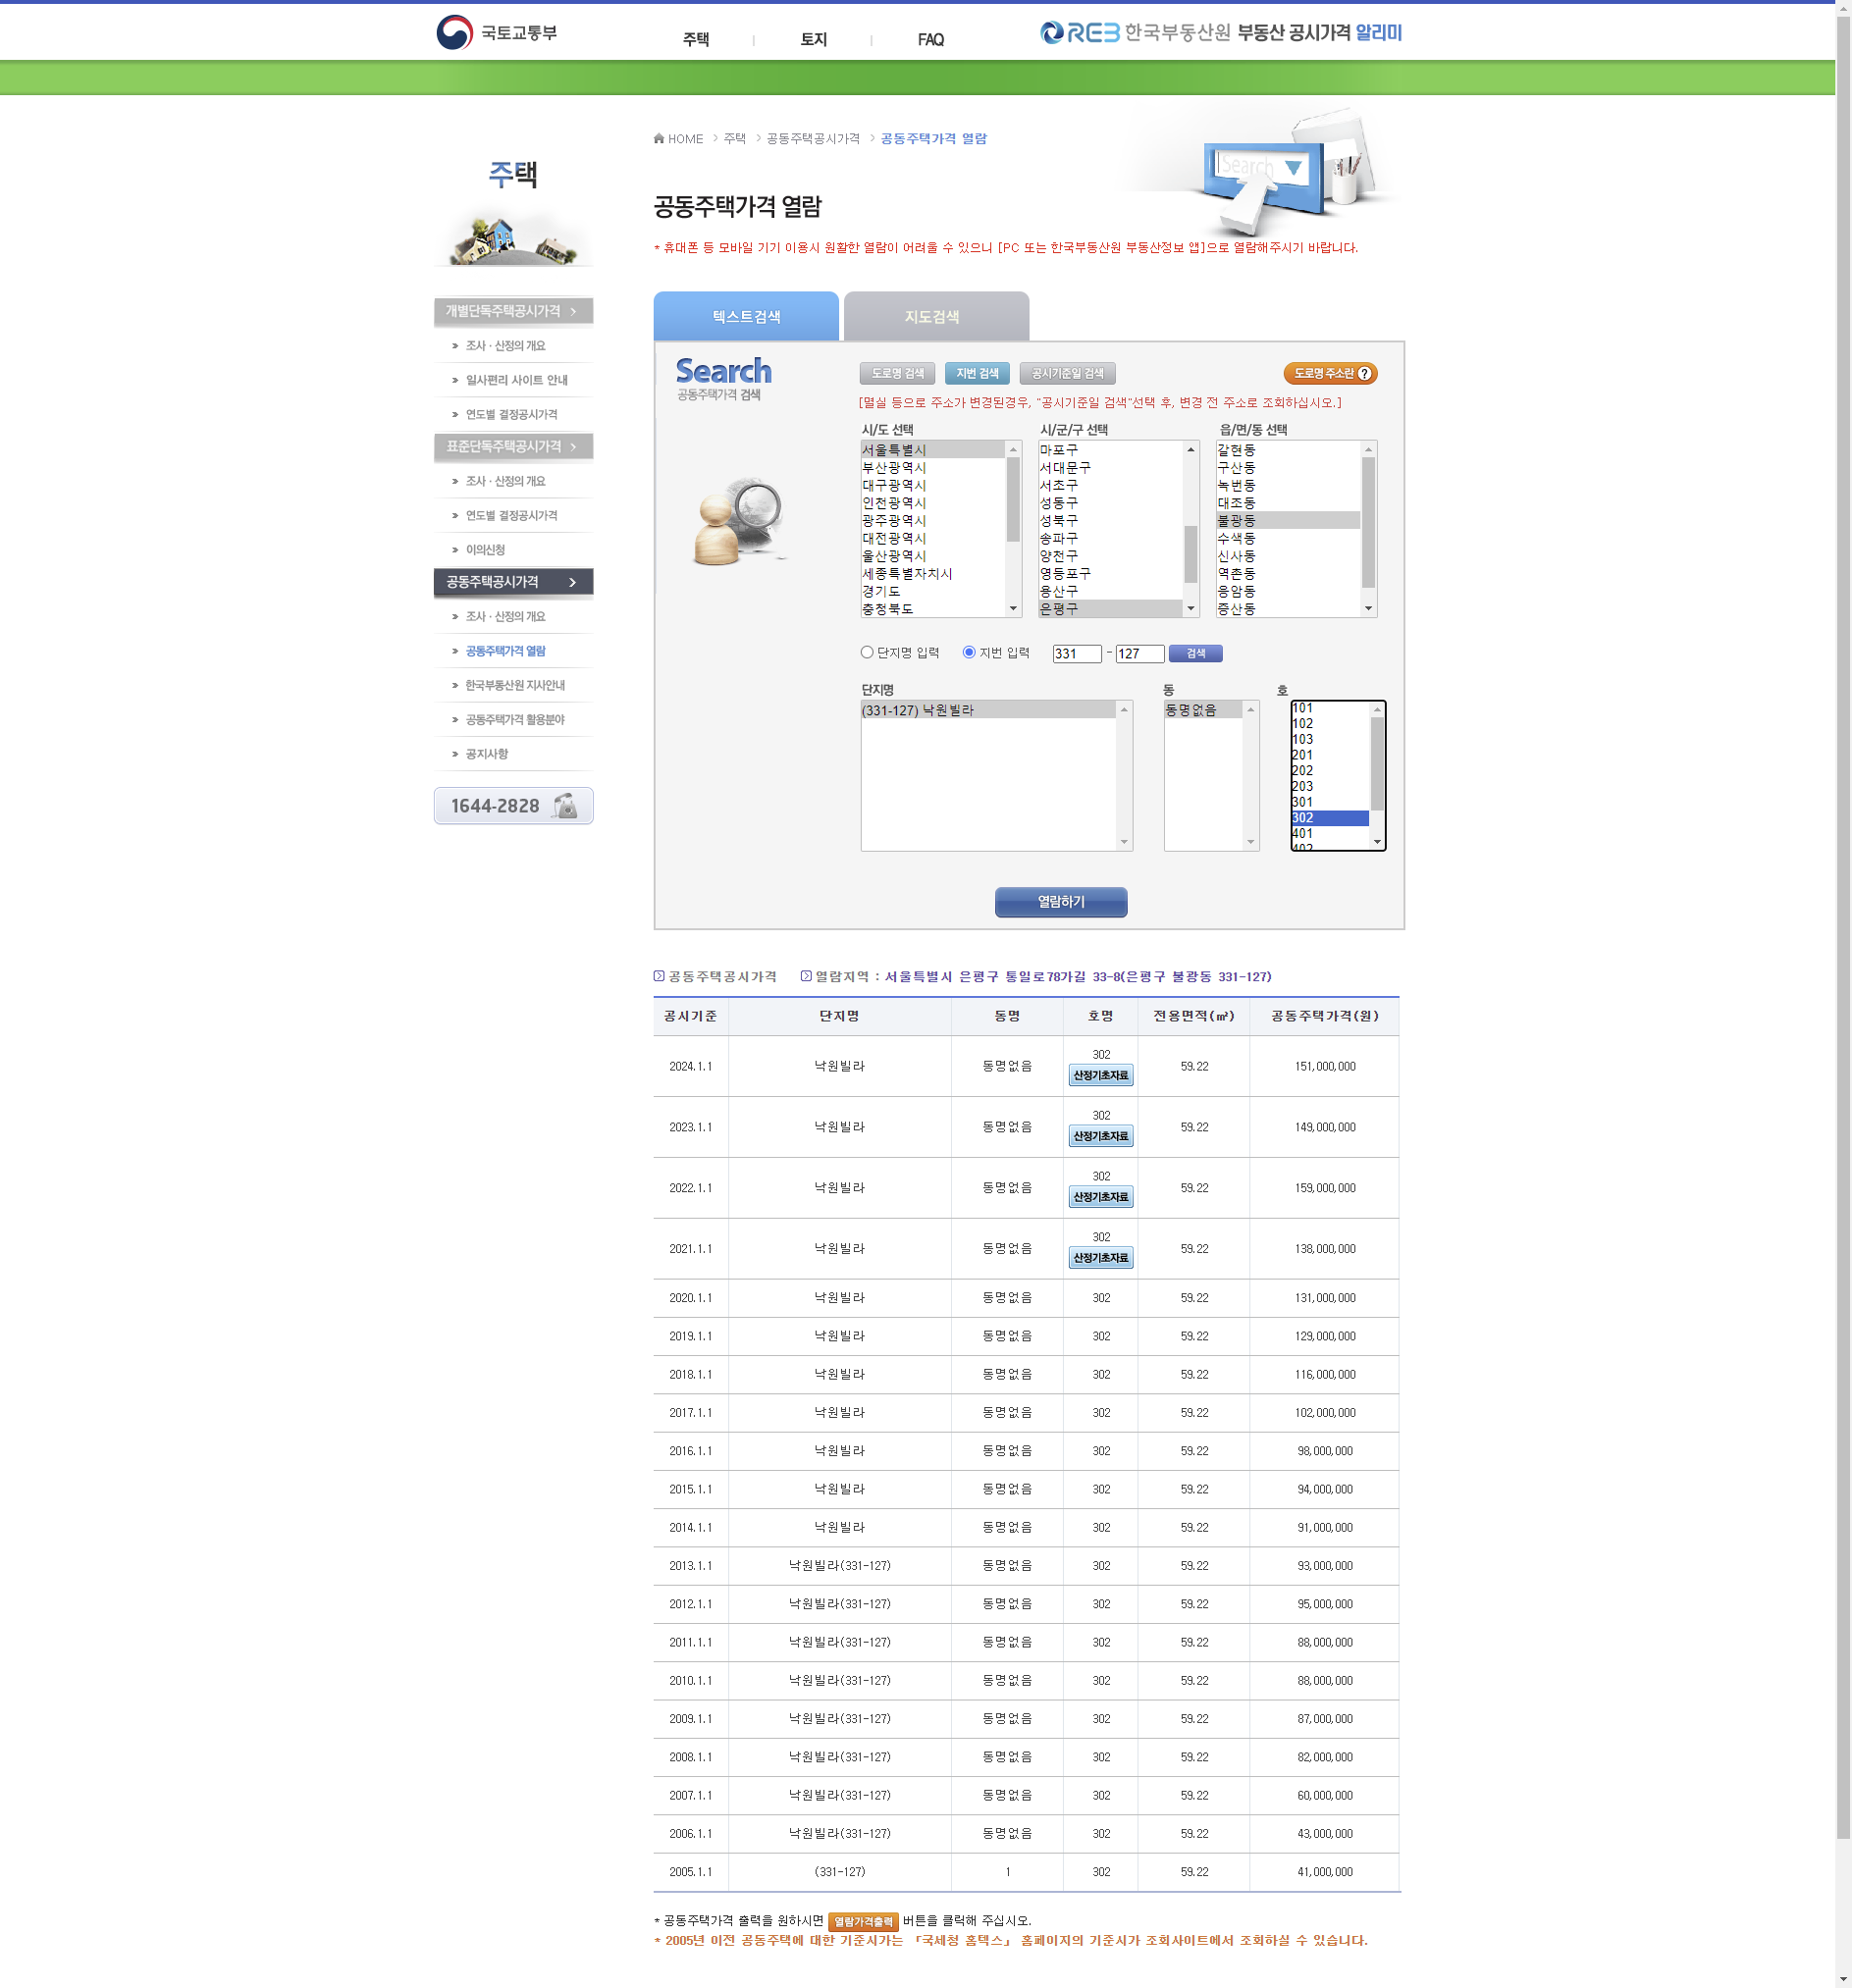 국토교통부
주택
토지
FAQ
REB 한국부동산원 부동산 공시가격 알리미
HOME > 주택 > 공동주택공시가격 > 공동주택가격 열람
Search
주택
공동주택가격 열람
* 휴대폰 등 모바일 기기 이용시 원활한 열람이 어려울 수 있으니 [PC 또는 한국부동산원 부동산정보 앱]으로 열람해주시기 바랍니다.
개별단독주택공시가격
조사 · 산정의 개요
일사편리 사이트 안내
연도별 결정공시가격
표준단독주택공시가격
조사 · 산정의 개요
연도별 결정공시가격
이의신청
공동주택공시가격
조사 · 산정의 개요
공동주택가격 열람
한국부동산원 지사안내
공동주택가격 활용분야
공지사항
1644-2828
텍스트검색
지도검색
Search
공동주택가격 검색
도로명 검색
지번 검색
공시기준일 검색
도로명 주소란 ?
[멸실 등으로 주소가 변경된경우, "공시기준일 검색"선택 후, 변경 전 주소로 조회하십시오.]
시/도 선택
서울특별시
부산광역시
대구광역시
인천광역시
광주광역시
대전광역시
울산광역시
세종특별자치시
경기도
충청북도
시/군/구 선택
마포구
서대문구
서초구
성동구
성북구
송파구
양천구
영등포구
용산구
은평구
읍/면/동 선택
갈현동
구산동
녹번동
대조동
불광동
수색동
신사동
역촌동
응암동
증산동
단지명 입력
지번 입력
331 - 127
검색
단지명
(331-127) 낙원빌라
동
동명없음
호
101
102
103
201
202
203
301
302
401
402
열람하기
공동주택공시가격
열람지역 : 서울특별시 은평구 통일로78가길 33-8(은평구 불광동 331-127)
공시기준 단지명 동명 호명 전용면적(㎡) 공동주택가격(원)
2024.1.1 낙원빌라 동명없음 302 산정기초자료 59.22 151,000,000
2023.1.1 낙원빌라 동명없음 302 산정기초자료 59.22 149,000,000
2022.1.1 낙원빌라 동명없음 302 산정기초자료 59.22 159,000,000
2021.1.1 낙원빌라 동명없음 302 산정기초자료 59.22 138,000,000
2020.1.1 낙원빌라 동명없음 302 59.22 131,000,000
2019.1.1 낙원빌라 동명없음 302 59.22 129,000,000
2018.1.1 낙원빌라 동명없음 302 59.22 116,000,000
2017.1.1 낙원빌라 동명없음 302 59.22 102,000,000
2016.1.1 낙원빌라 동명없음 302 59.22 98,000,000
2015.1.1 낙원빌라 동명없음 302 59.22 94,000,000
2014.1.1 낙원빌라 동명없음 302 59.22 91,000,000
2013.1.1 낙원빌라(331-127) 동명없음 302 59.22 93,000,000
2012.1.1 낙원빌라(331-127) 동명없음 302 59.22 95,000,000
2011.1.1 낙원빌라(331-127) 동명없음 302 59.22 88,000,000
2010.1.1 낙원빌라(331-127) 동명없음 302 59.22 88,000,000
2009.1.1 낙원빌라(331-127) 동명없음 302 59.22 87,000,000
2008.1.1 낙원빌라(331-127) 동명없음 302 59.22 82,000,000
2007.1.1 낙원빌라(331-127) 동명없음 302 59.22 60,000,000
2006.1.1 낙원빌라(331-127) 동명없음 302 59.22 43,000,000
2005.1.1 (331-127) 1 302 59.22 41,000,000
* 공동주택가격 출력을 원하시면 열람가격출력 버튼을 클릭해 주십시오.
* 2005년 이전 공동주택에 대한 기준시가는 「국세청 홈텍스」 홈페이지의 기준시가 조회사이트에서 조회하실 수 있습니다.